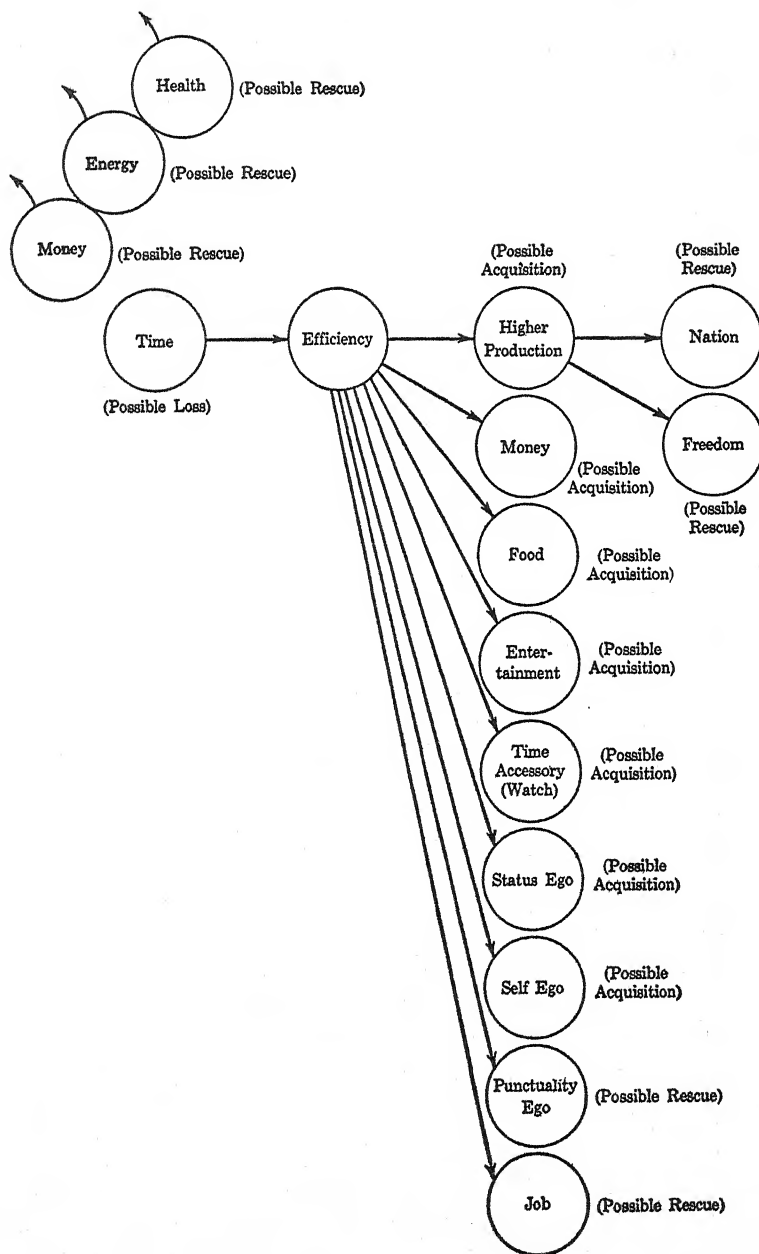 Health
(Possible Rescue)
Energy
(Possible Rescue)
Money
(Possible Rescue)
Time
(Possible Loss)
Efficiency
(Possible
Acquisition)
Higher
Production
(Possible
Rescue)
Nation
Money
(Possible
Acquisition)
Freedom
(Possible
Rescue)
Food
(Possible
Acquisition)
Enter-
tainment
(Possible
Acquisition)
Time
Accessory
(Watch)
(Possible
Acquisition)
Status Ego
(Possible
Acquisition)
Self Ego
(Possible
Acquisition)
Punctuality
Ego
(Possible Rescue)
Job
(Possible Rescue)